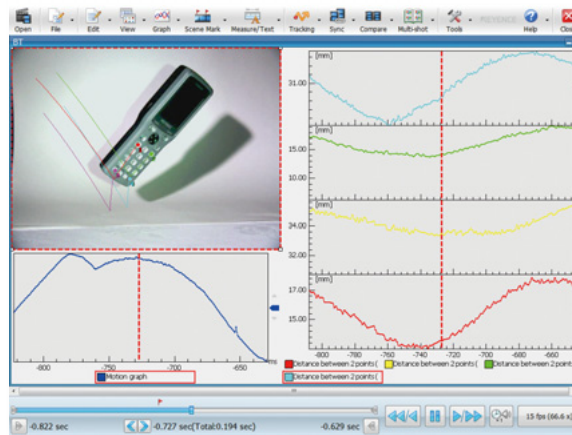 Open File Edit View Graph Scene Mark Measure/Text Tracking Sync Compare Multi-shot Tools KEYENCE Help Close
BT
[mm]
31.00
[mm]
15.00
10.00
[mm]
24.00
32.00
[mm]
17.00
15.00
-800 -780 -760 -740 -720 -700 -680 -660
-800 -750 -700 -650 ms
Distance between 2 points ( Distance between 2 points ( Distance between 2 points (
Motion graph Distance between 2 points (
-0.822 sec -0.727 sec(Total:0.194 sec) -0.629 sec 15 fps (66.6 x)